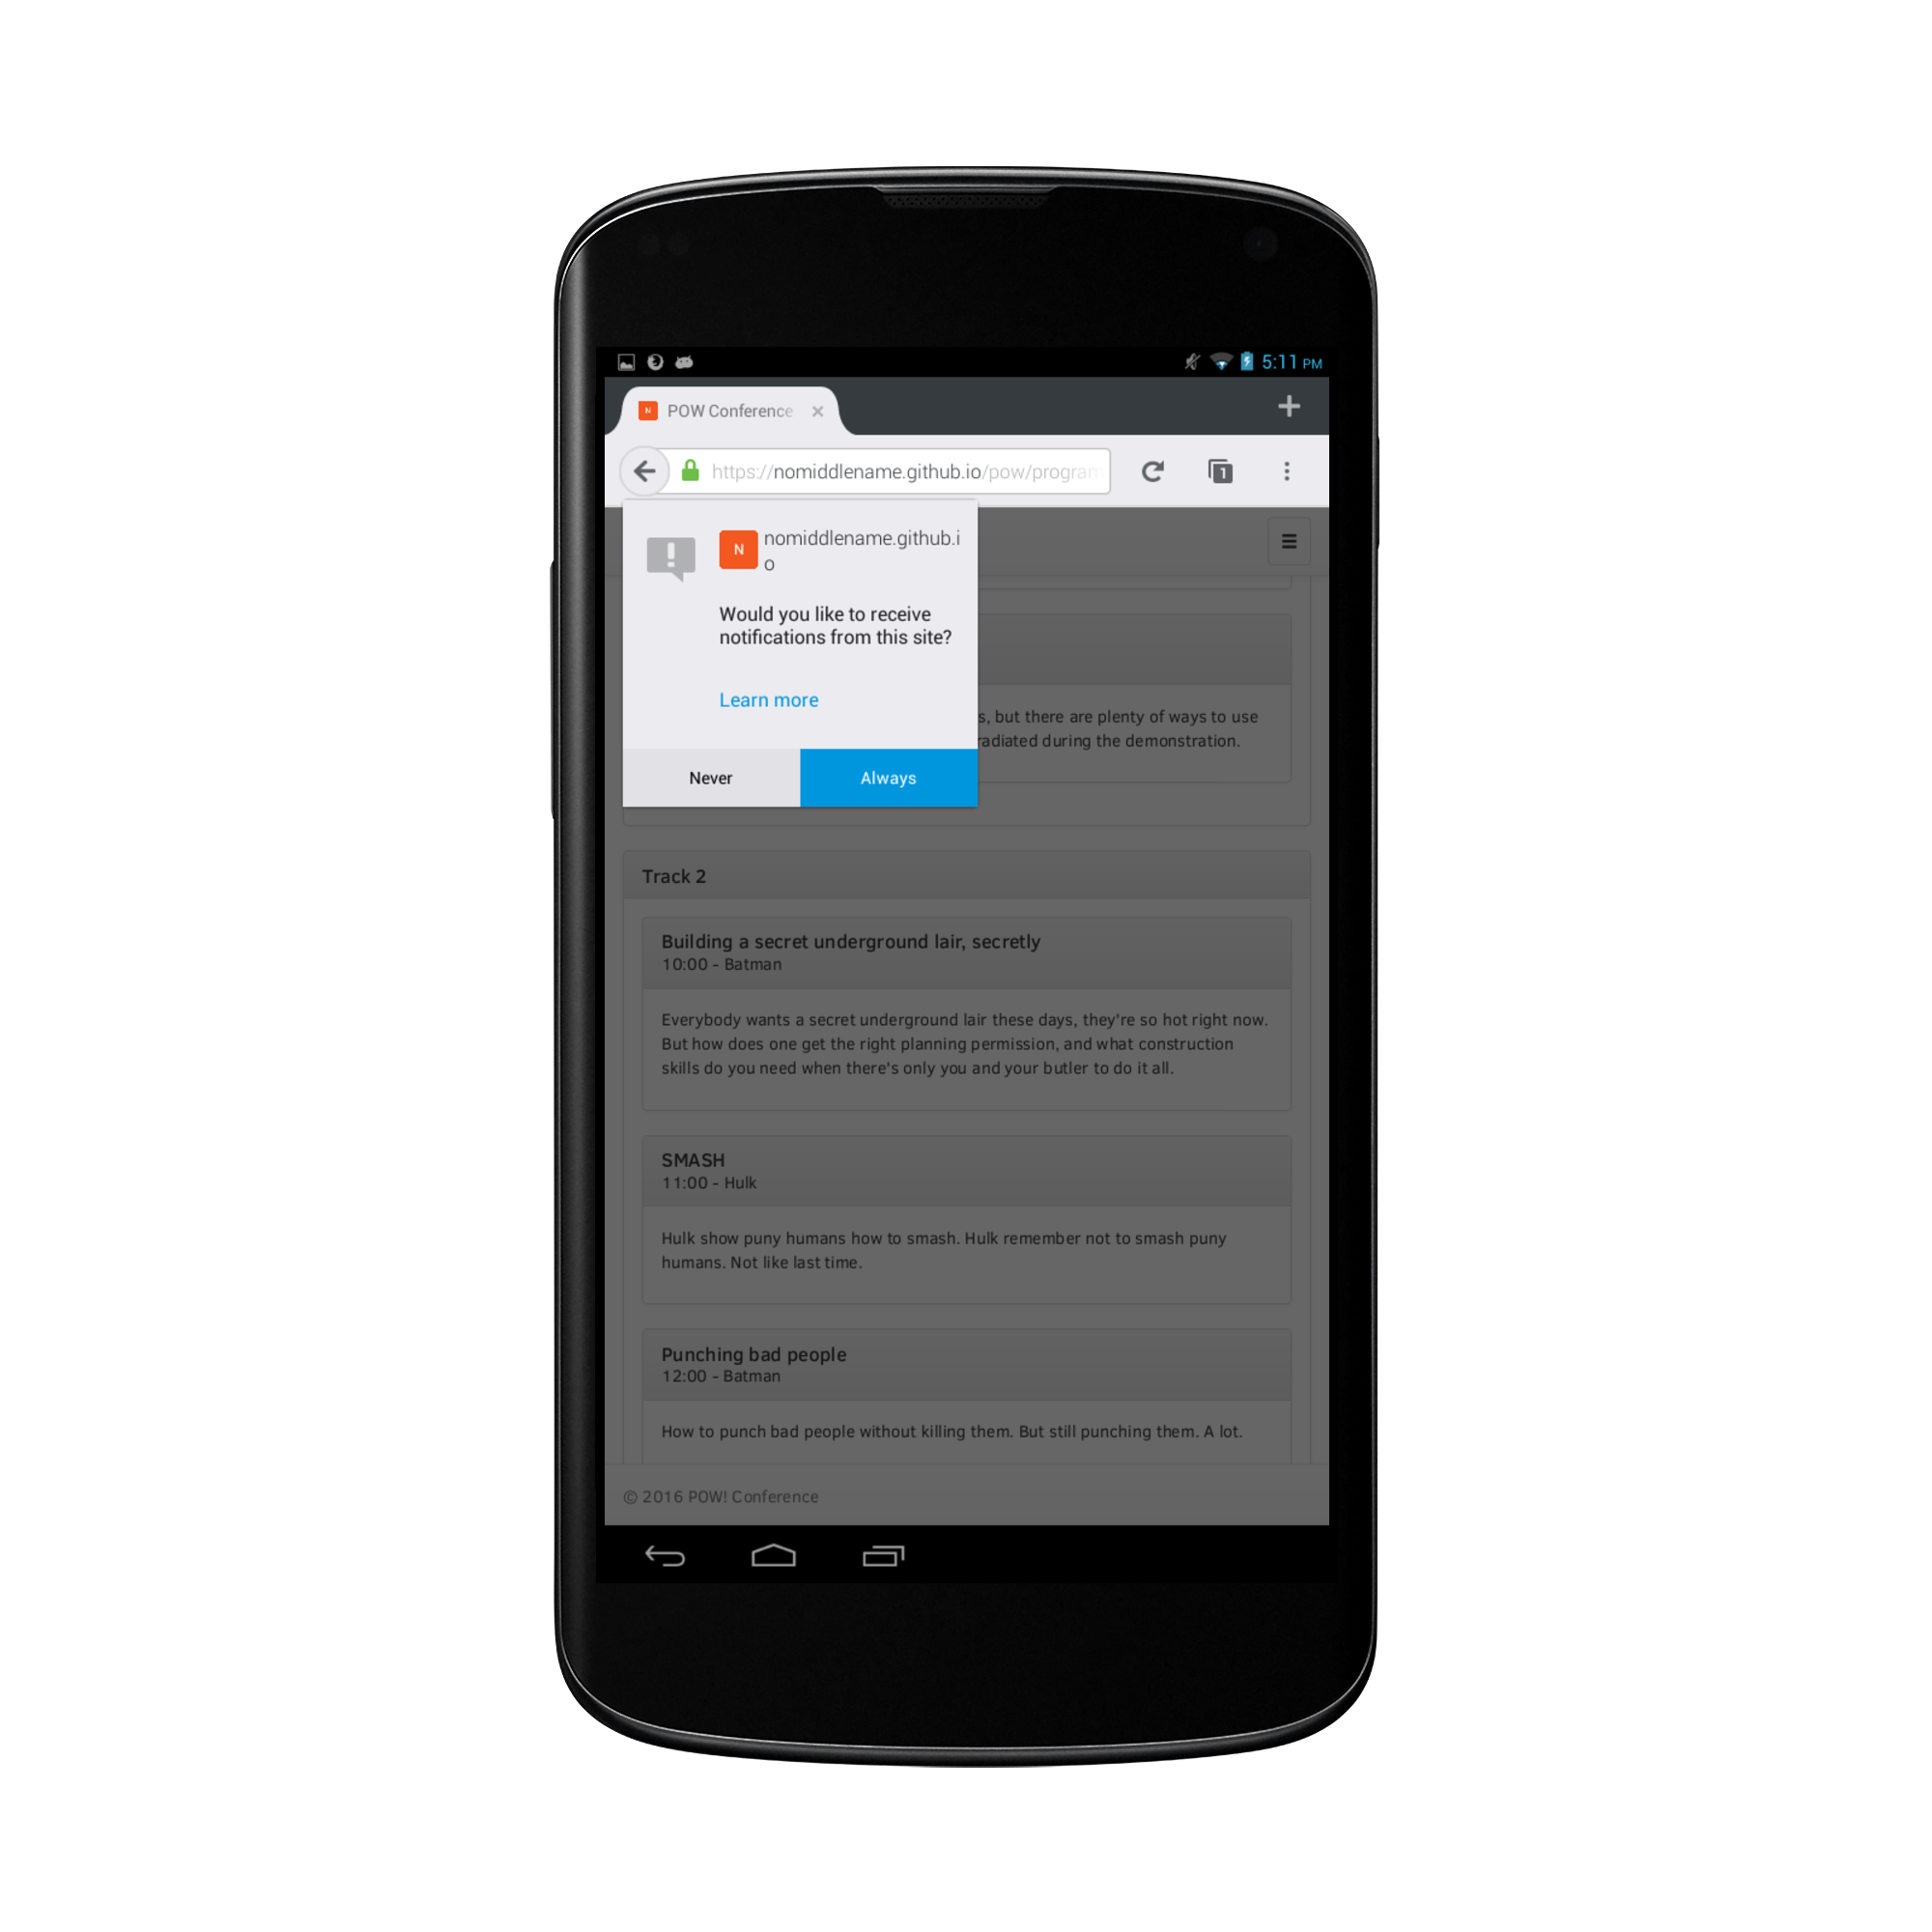 5:11 PM
N POW Conference
https://nomiddlename.github.io/pow/program
1
N
nomiddlename.github.i
o
Would you like to receive
notifications from this site?
Learn more
Never
Always
s, but there are plenty of ways to use
radiated during the demonstration.
Track 2
Building a secret underground lair, secretly
10:00 - Batman
Everybody wants a secret underground lair these days, they're so hot right now.
But how does one get the right planning permission, and what construction
skills do you need when there's only you and your butler to do it all.
SMASH
11:00 - Hulk
Hulk show puny humans how to smash. Hulk remember not to smash puny
humans. Not like last time.
Punching bad people
12:00 - Batman
How to punch bad people without killing them. But still punching them. A lot.
© 2016 POW! Conference